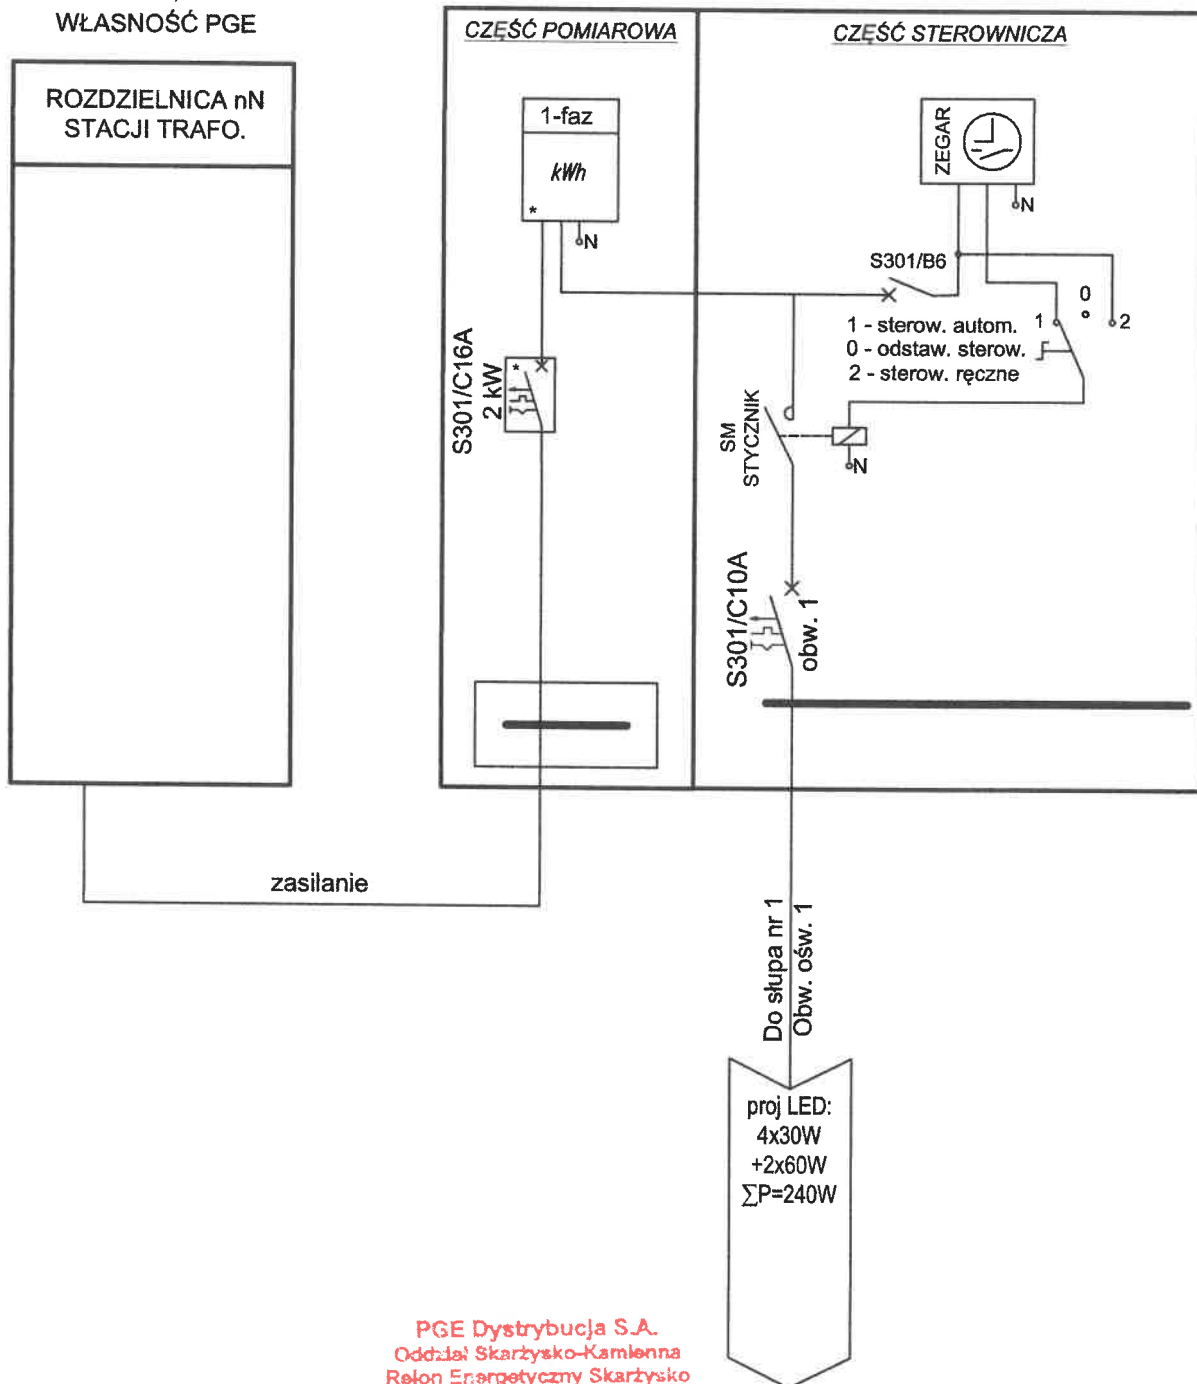 WŁASNOŚĆ PGE
ROZDZIELNICA nN
STACJI TRAFO.
CZĘŚĆ POMIAROWA
1-faz
kWh
*
N
S301/C16A
2 kW
*
zasilanie
CZĘŚĆ STEROWNICZA
ZEGAR
N
S301/B6
0
1
2
1 - sterow. autom.
0 - odstaw. sterow.
2 - sterow. ręczne
SM
STYCZNIK
N
S301/C10A
obw. 1
Do słupa nr 1
Obw. ośw. 1
proj LED:
4x30W
+2x60W
∑P=240W
PGE Dystrybucja S.A.
Oddział Skarżysko-Kamienna
Rejon Energetyczny Skarżysko